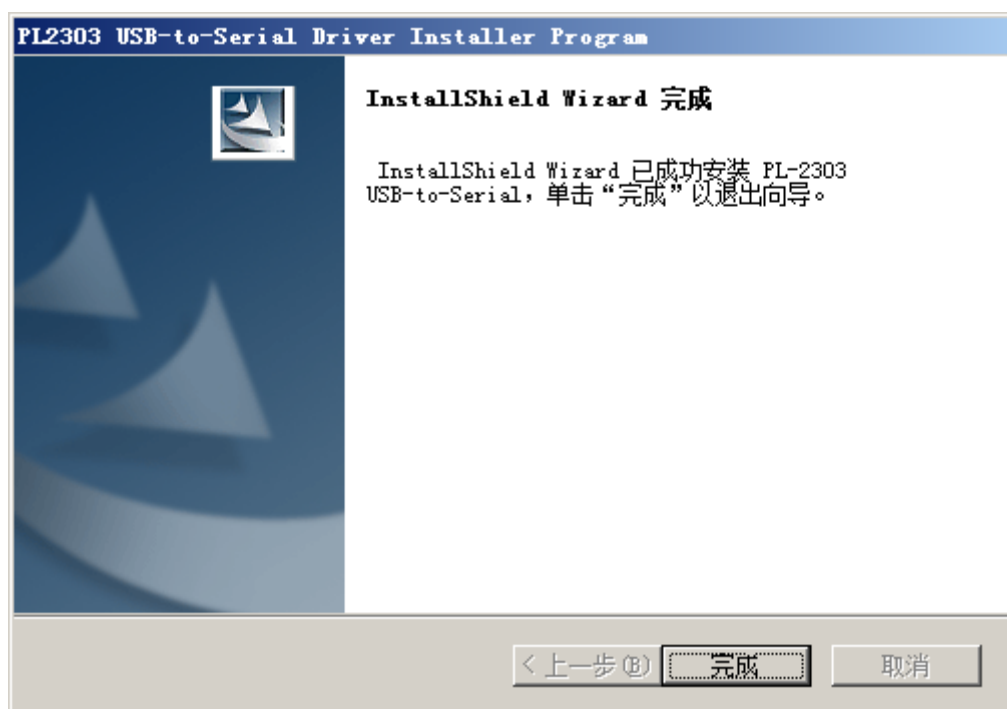 PL2303 USB-to-Serial Driver Installer Program
InstallShield Wizard 完成
InstallShield Wizard 已成功安装 PL-2303
USB-to-Serial，单击“完成”以退出向导。
< 上一步(B)
完成
取消